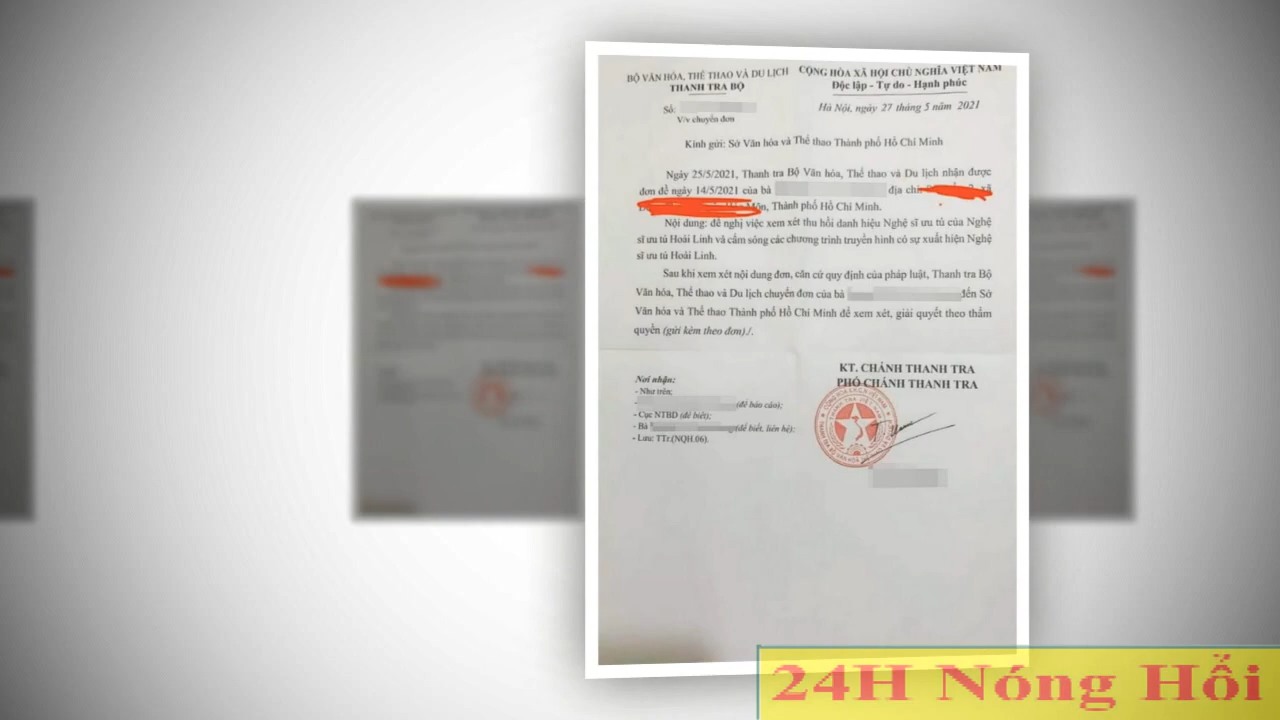 BỘ VĂN HÓA, THỂ THAO VÀ DU LỊCH
THANH TRA BỘ
CỘNG HÒA XÃ HỘI CHỦ NGHĨA VIỆT NAM
Độc lập - Tự do - Hạnh phúc
Số:
V/v chuyển đơn
Hà Nội, ngày 27 tháng 5 năm 2021
Kính gửi: Sở Văn hóa và Thể thao Thành phố Hồ Chí Minh
Ngày 25/5/2021, Thanh tra Bộ Văn hóa, Thể thao và Du lịch nhận được
đơn đề ngày 14/5/2021 của bà địa chỉ: xã
Môn, Thành phố Hồ Chí Minh.
Nội dung: đề nghị việc xem xét thu hồi danh hiệu Nghệ sĩ ưu tú của Nghệ
sĩ ưu tú Hoài Linh và cấm sóng các chương trình truyền hình có sự xuất hiện Nghệ
sĩ ưu tú Hoài Linh.
Sau khi xem xét nội dung đơn, căn cứ quy định của pháp luật, Thanh tra Bộ
Văn hóa, Thể thao và Du lịch chuyển đơn của bà đến Sở
Văn hóa và Thể thao Thành phố Hồ Chí Minh để xem xét, giải quyết theo thẩm
quyền (gửi kèm theo đơn)./.
Nơi nhận:
- Như trên;
- (để báo cáo);
- Cục NTBD (để biết);
- Bà (để biết, liên hệ);
- Lưu: TTr.(NQH.06).
KT. CHÁNH THANH TRA
PHÓ CHÁNH THANH TRA
24H Nóng Hổi